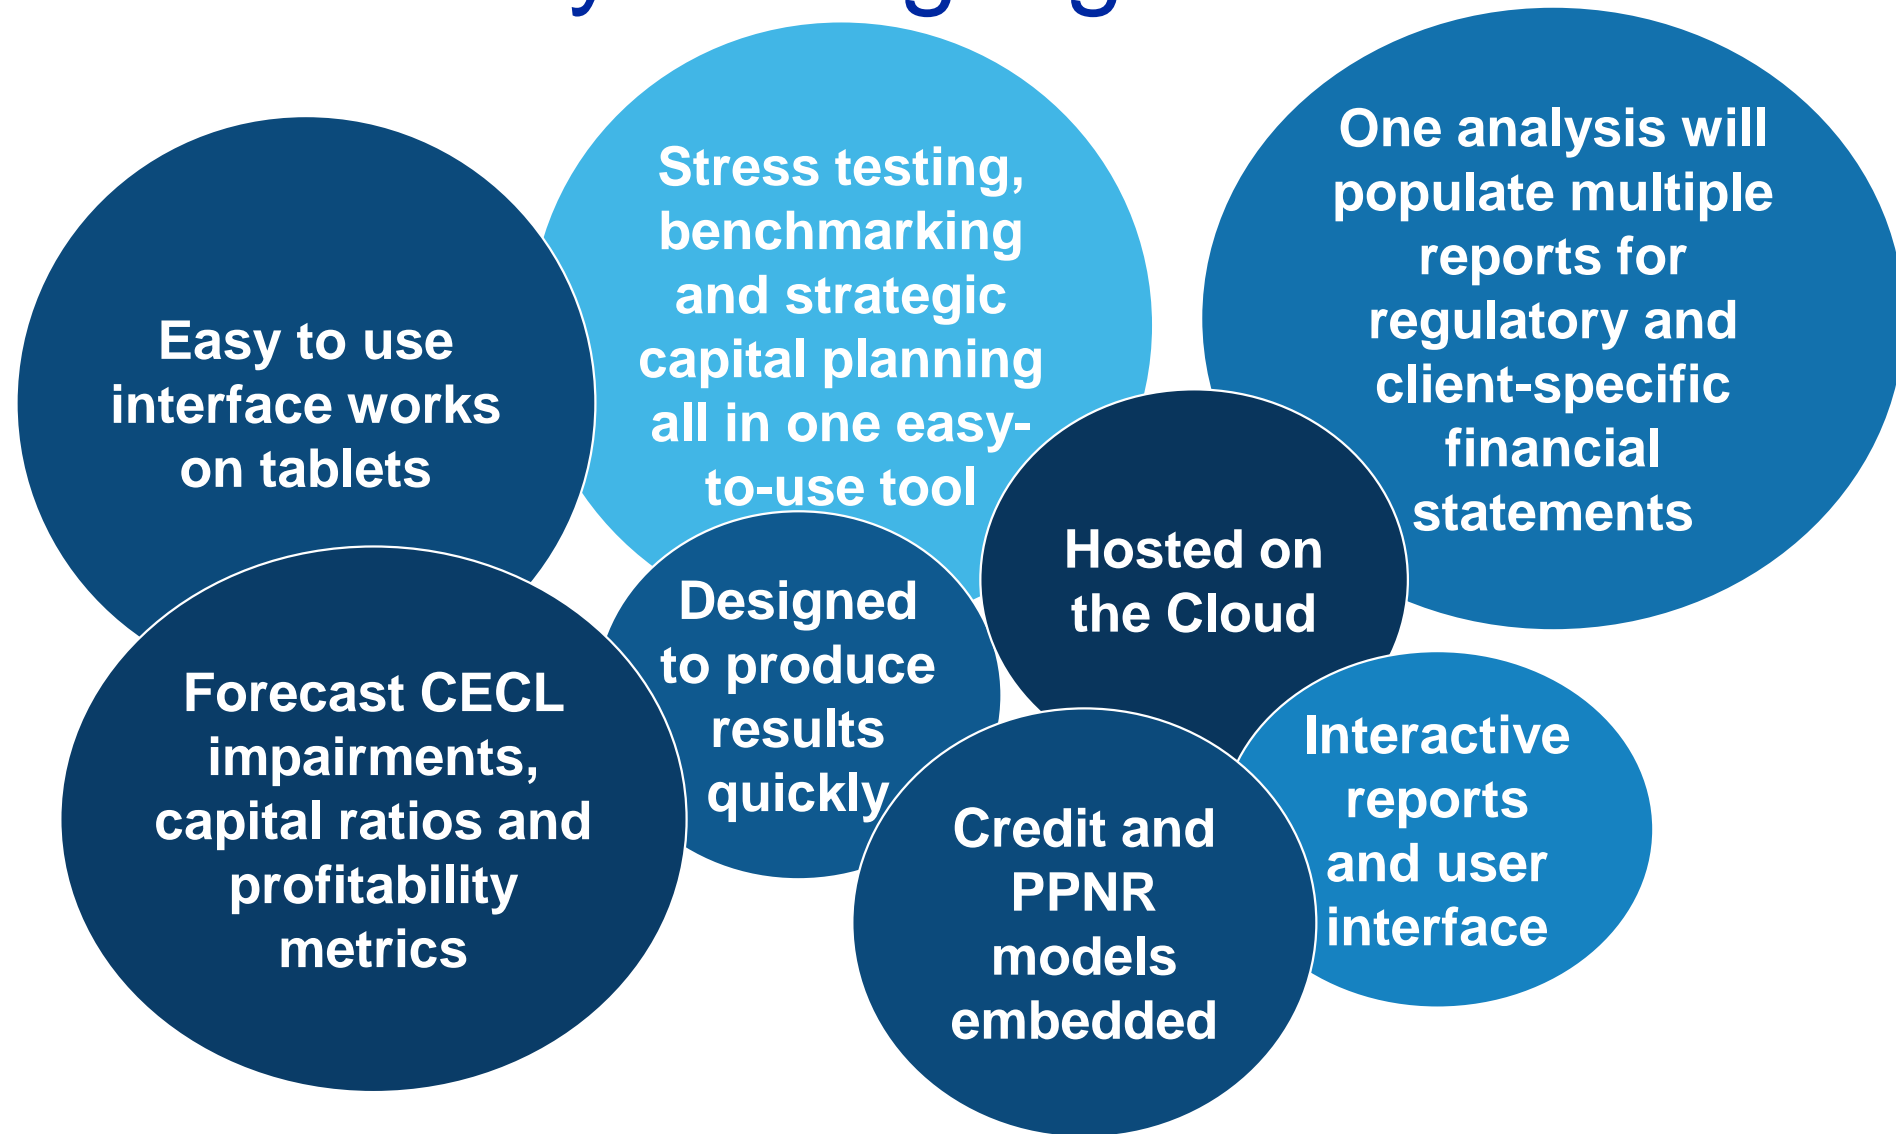 Easy to use
interface works
on tablets
Stress testing,
benchmarking
and strategic
capital planning
all in one easy-
to-use tool
One analysis will
populate multiple
reports for
regulatory and
client-specific
financial
statements
Hosted on
the Cloud
Designed
to produce
results
quickly
Forecast CECL
impairments,
capital ratios and
profitability
metrics
Credit and
PPNR
models
embedded
Interactive
reports
and user
interface